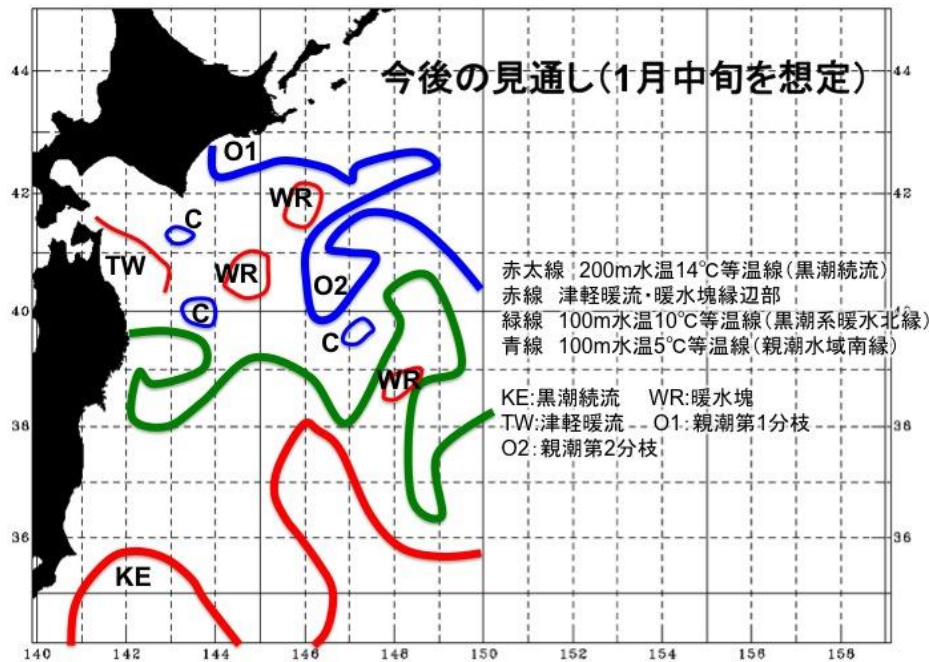 44
今後の見通し(1月中旬を想定)
44
O1
42
WR
42
C
TW
WR
O2
赤太線 200m水温14℃等温線(黒潮続流)
赤線 津軽暖流・暖水塊縁辺部
緑線 100m水温10℃等温線(黒潮系暖水北縁)
青線 100m水温5℃等温線(親潮水域南縁)
40
C
40
C
WR
KE:黒潮続流 WR:暖水塊
TW:津軽暖流 O1:親潮第1分枝
O2:親潮第2分枝
38
38
36
36
KE
140 142 144 146 148 150 152 154 156 158